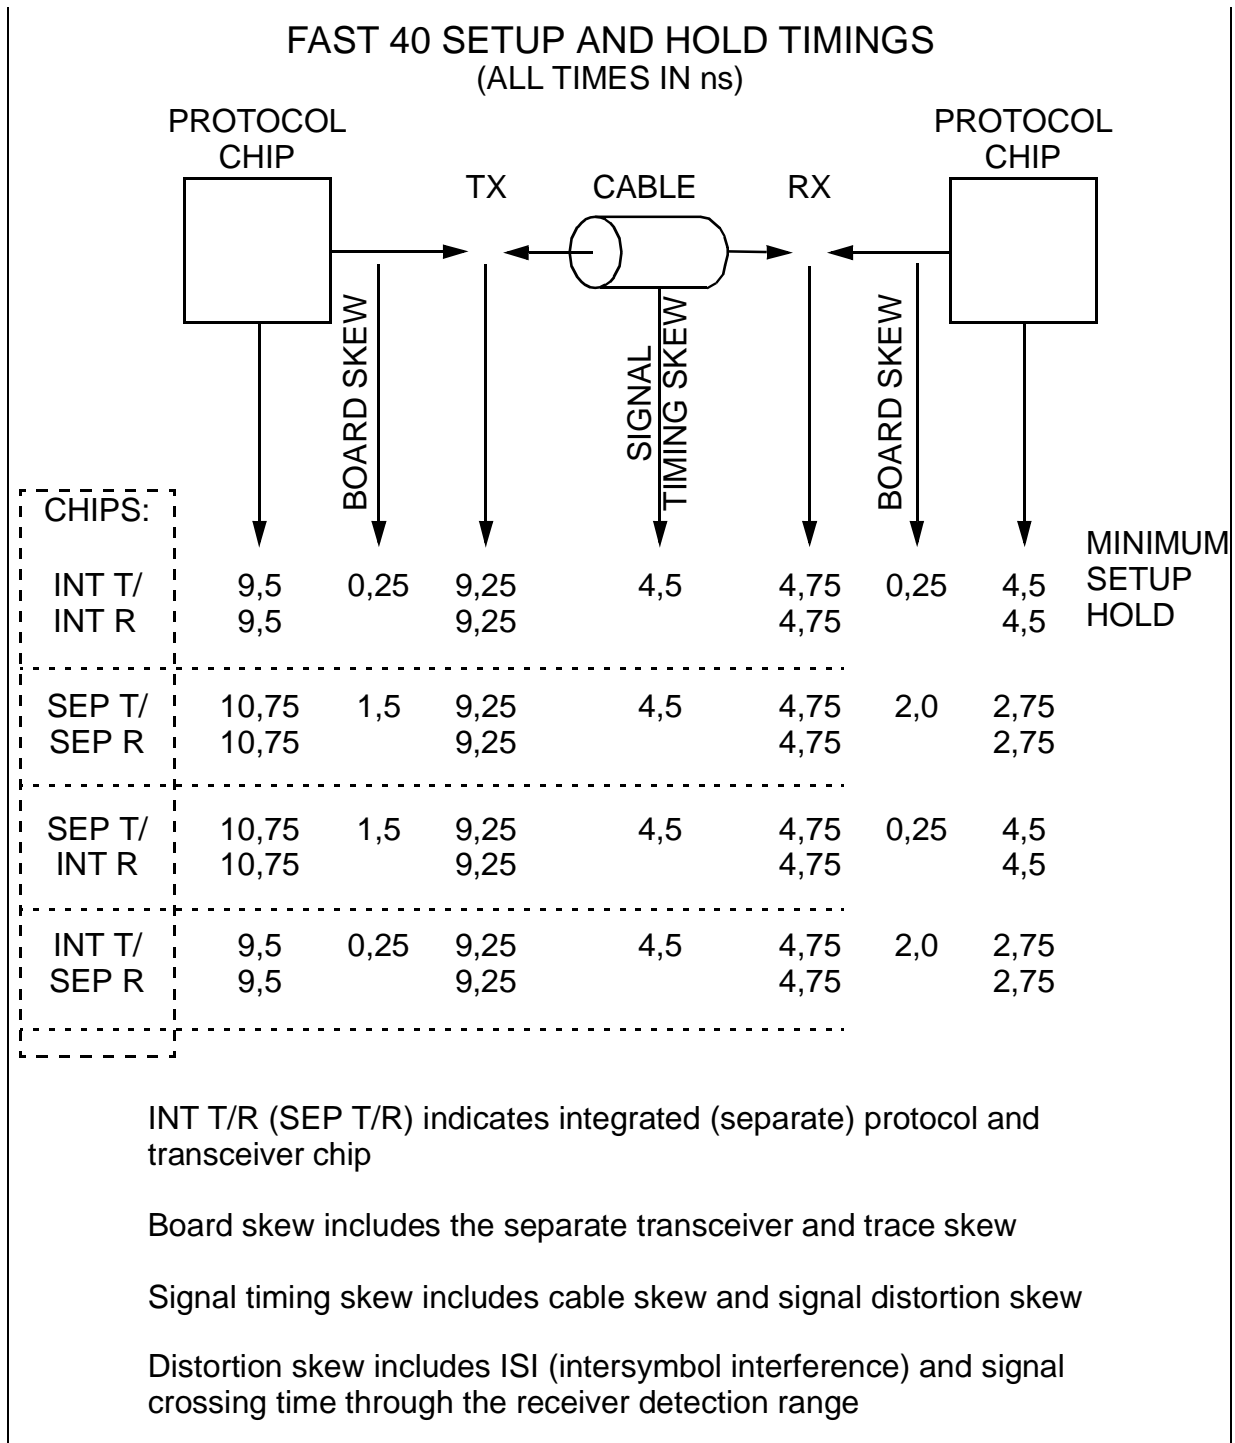 FAST 40 SETUP AND HOLD TIMINGS
(ALL TIMES IN ns)
PROTOCOL CHIP
TX
CABLE
RX
PROTOCOL CHIP
BOARD SKEW
SIGNAL
TIMING SKEW
BOARD SKEW
CHIPS:
MINIMUM
SETUP
HOLD
INT T/ 9,5 0,25 9,25 4,5 4,75 0,25 4,5
INT R 9,5 9,25 4,75 4,5
SEP T/ 10,75 1,5 9,25 4,5 4,75 2,0 2,75
SEP R 10,75 9,25 4,75 2,75
SEP T/ 10,75 1,5 9,25 4,5 4,75 0,25 4,5
INT R 10,75 9,25 4,75 4,5
INT T/ 9,5 0,25 9,25 4,5 4,75 2,0 2,75
SEP R 9,5 9,25 4,75 2,75
INT T/R (SEP T/R) indicates integrated (separate) protocol and
transceiver chip
Board skew includes the separate transceiver and trace skew
Signal timing skew includes cable skew and signal distortion skew
Distortion skew includes ISI (intersymbol interference) and signal
crossing time through the receiver detection range